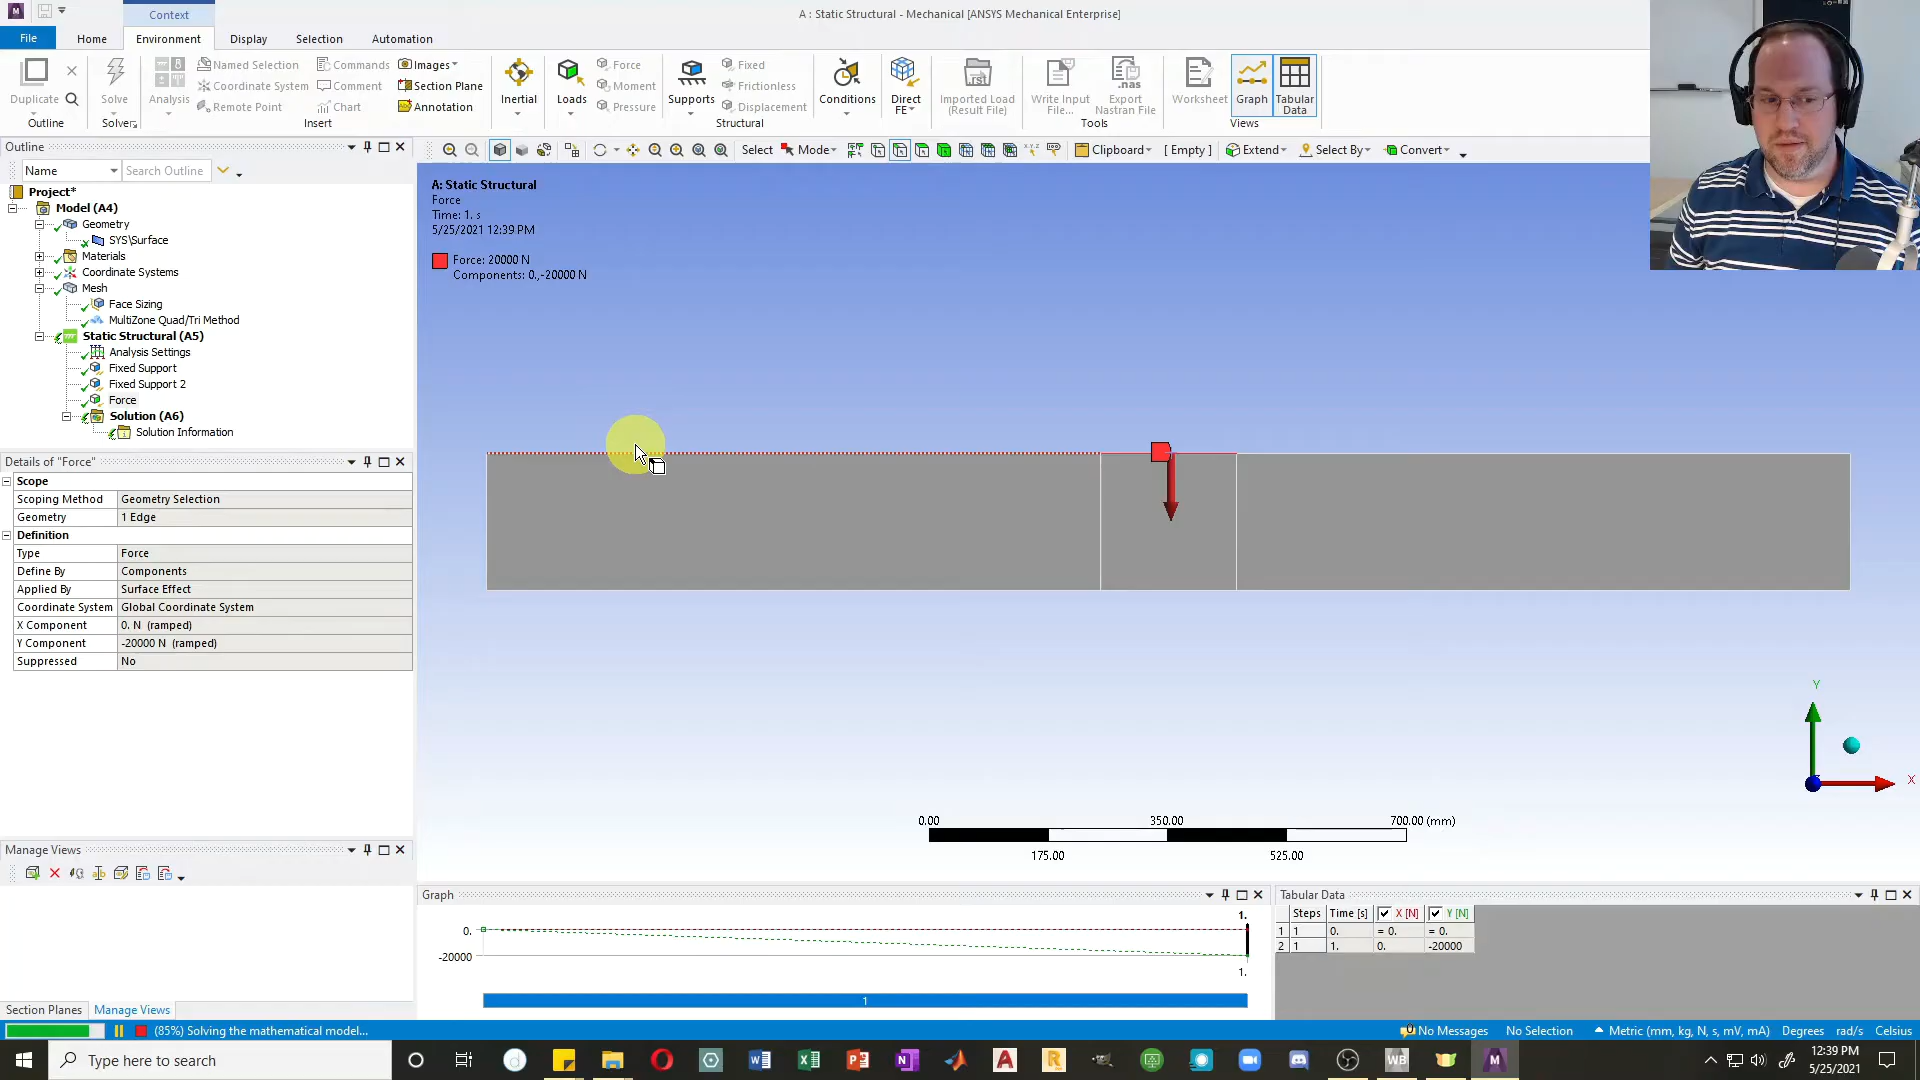 Context
A : Static Structural - Mechanical [ANSYS Mechanical Enterprise]
File Home Environment Display Selection Automation
Duplicate
Outline
Solve
Solver
Analysis
Named Selection
Coordinate System
Remote Point
Commands
Comment
Chart
Images
Section Plane
Annotation
Insert
Inertial
Loads
Force
Moment
Pressure
Supports
Fixed
Frictionless
Displacement
Structural
Conditions
Direct
FE
Imported Load
(Result File)
Write Input
File...
Export
Nastran File
Tools
Worksheet
Graph
Tabular
Data
Views
Outline
Name Search Outline
Select Mode Clipboard [ Empty ] Extend Select By Convert
Project*
Model (A4)
Geometry
SYS\Surface
Materials
Coordinate Systems
Mesh
Face Sizing
MultiZone Quad/Tri Method
Static Structural (A5)
Analysis Settings
Fixed Support
Fixed Support 2
Force
Solution (A6)
Solution Information
A: Static Structural
Force
Time: 1. s
5/25/2021 12:39 PM
Force: 20000 N
Components: 0.,-20000 N
Details of "Force"
Scope
Scoping Method Geometry Selection
Geometry 1 Edge
Definition
Type Force
Define By Components
Applied By Surface Effect
Coordinate System Global Coordinate System
X Component 0. N (ramped)
Y Component -20000 N (ramped)
Suppressed No
Y
X
0.00 350.00 700.00 (mm)
175.00 525.00
Manage Views
Section Planes Manage Views
Graph
1.
0.
-20000
1.
1
Tabular Data
Steps Time [s] X [N] Y [N]
1 1 0. = 0. = 0.
2 1 1. 0. -20000
(85%) Solving the mathematical model...
No Messages No Selection Metric (mm, kg, N, s, mV, mA) Degrees rad/s Celsius
Type here to search
12:39 PM
5/25/2021